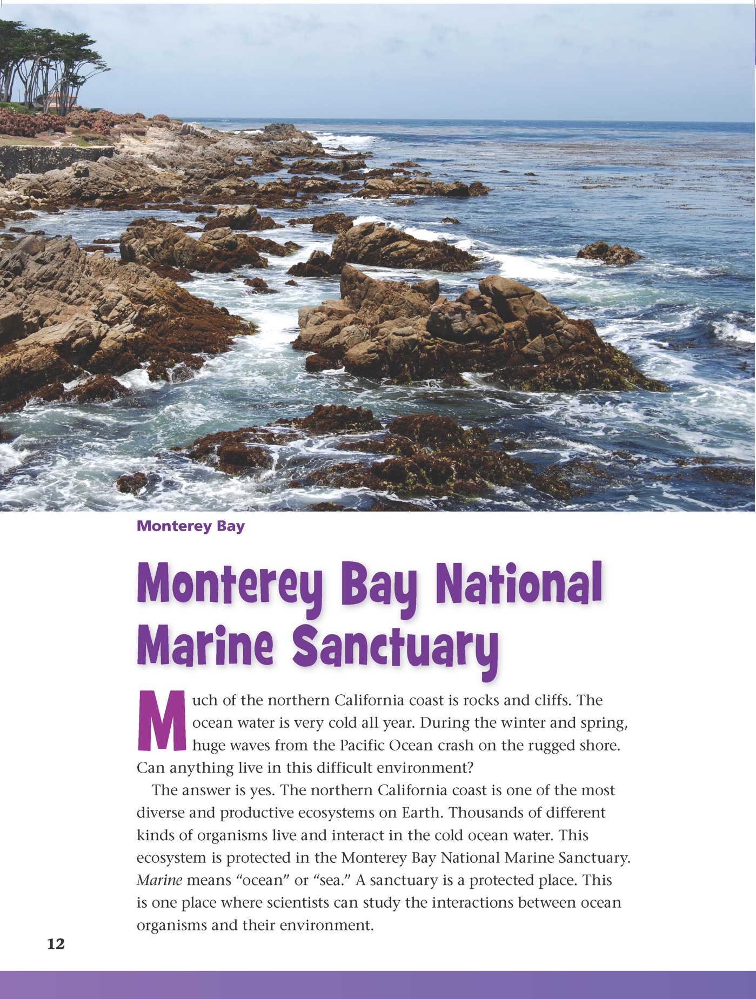 Monterey Bay
Monterey Bay National
Marine Sanctuary
Much of the northern California coast is rocks and cliffs. The
ocean water is very cold all year. During the winter and spring,
huge waves from the Pacific Ocean crash on the rugged shore.
Can anything live in this difficult environment?
The answer is yes. The northern California coast is one of the most
diverse and productive ecosystems on Earth. Thousands of different
kinds of organisms live and interact in the cold ocean water. This
ecosystem is protected in the Monterey Bay National Marine Sanctuary.
Marine means “ocean” or “sea.” A sanctuary is a protected place. This
is one place where scientists can study the interactions between ocean
organisms and their environment.
12